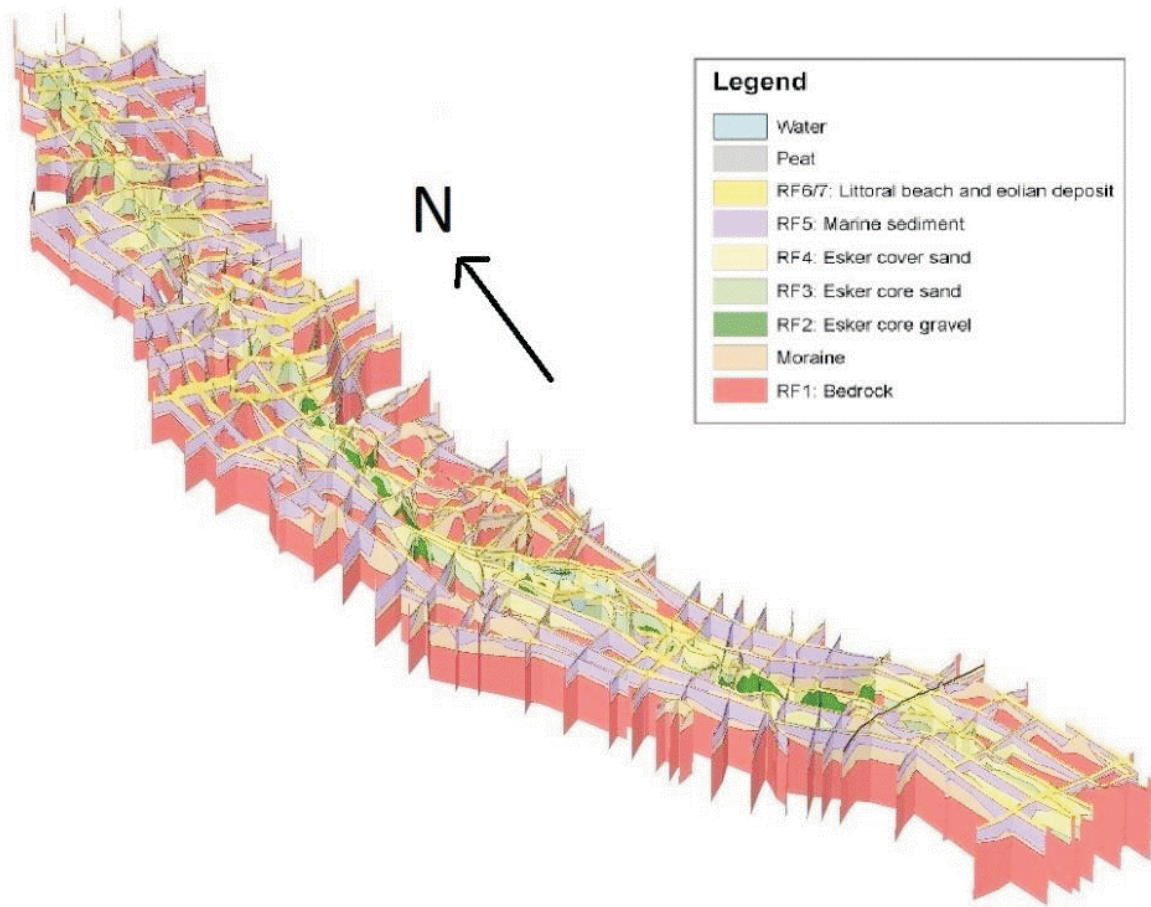 Legend
Water
Peat
RF6/7: Littoral beach and eolian deposit
RF5: Marine sediment
RF4: Esker cover sand
RF3: Esker core sand
RF2: Esker core gravel
Moraine
RF1: Bedrock
N